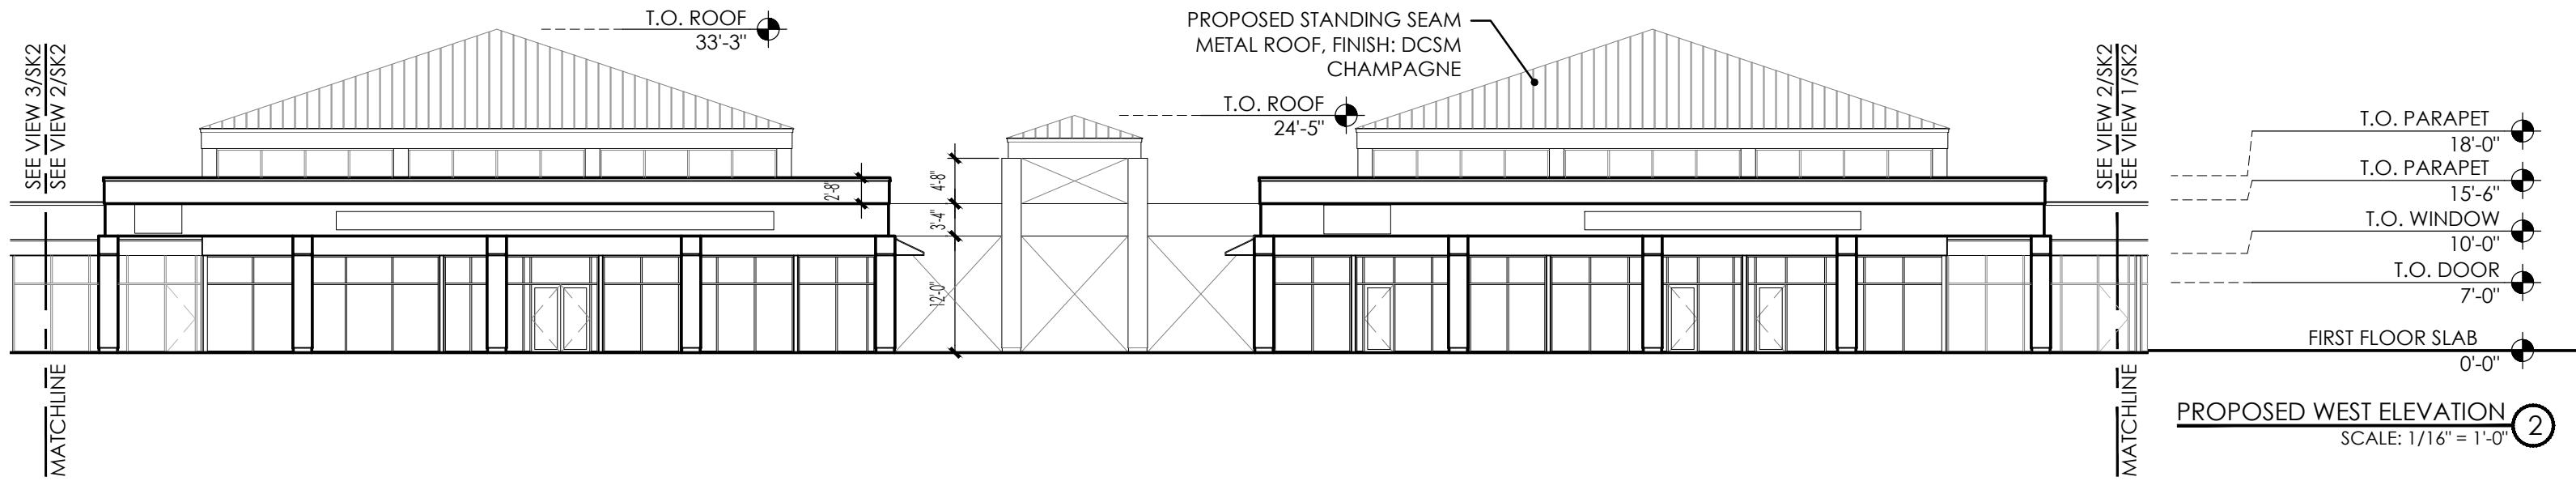 SEE VIEW 3/SK2
SEE VIEW 2/SK2
T.O. ROOF
33'-3"
PROPOSED STANDING SEAM
METAL ROOF, FINISH: DCSM
CHAMPAGNE
T.O. ROOF
24'-5"
2'-8"
4'-8"
3'-4"
12'-0"
SEE VIEW 2/SK2
SEE VIEW 1/SK2
T.O. PARAPET
18'-0"
T.O. PARAPET
15'-6"
T.O. WINDOW
10'-0"
T.O. DOOR
7'-0"
FIRST FLOOR SLAB
0'-0"
MATCHLINE
MATCHLINE
PROPOSED WEST ELEVATION
2
SCALE: 1/16" = 1'-0"